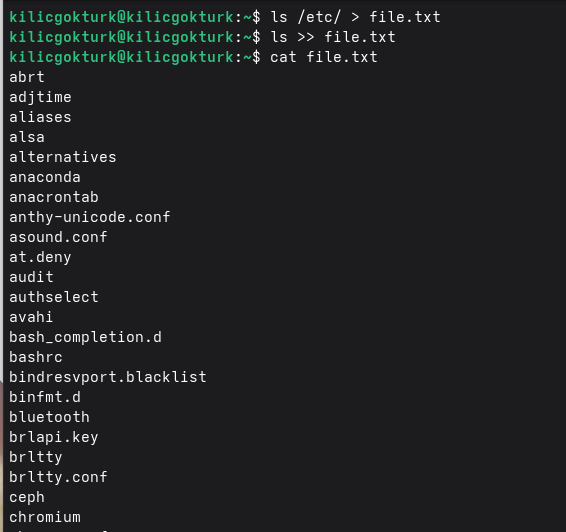 kilicgokturk@kilicgokturk:~$ ls /etc/ > file.txt
kilicgokturk@kilicgokturk:~$ ls >> file.txt
kilicgokturk@kilicgokturk:~$ cat file.txt
abrt
adjtime
aliases
alsa
alternatives
anaconda
anacrontab
anthy-unicode.conf
asound.conf
at.deny
audit
authselect
avahi
bash_completion.d
bashrc
bindresvport.blacklist
binfmt.d
bluetooth
brlapi.key
brltty
brltty.conf
ceph
chromium